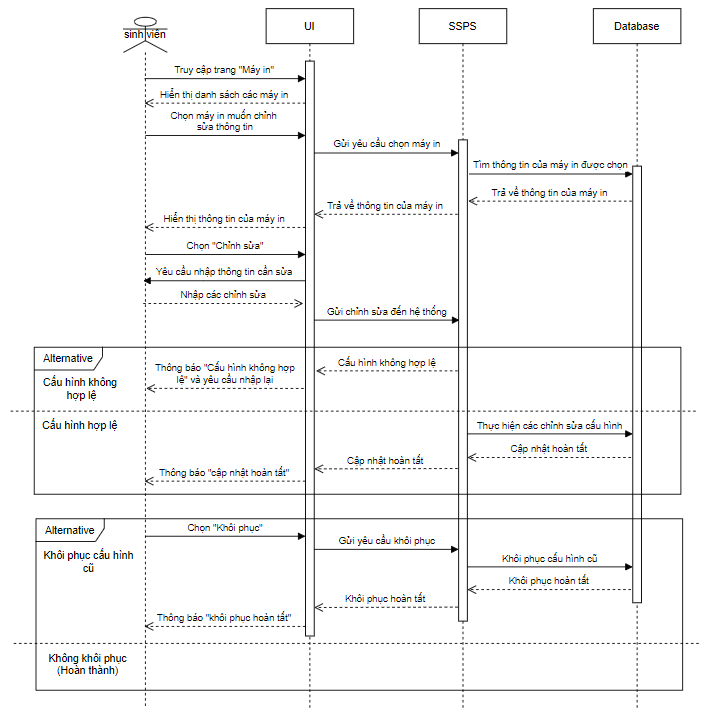 sinh viên
UI
SSPS
Database
Truy cập trang "Máy in"
Hiển thị danh sách các máy in
Chọn máy in muốn chỉnh
sửa thông tin
Gửi yêu cầu chọn máy in
Tìm thông tin của máy in được chọn
Trả về thông tin của máy in
Trả về thông tin của máy in
Hiển thị thông tin của máy in
Chọn "Chỉnh sửa"
Yêu cầu nhập thông tin cần sửa
Nhập các chỉnh sửa
Gửi chỉnh sửa đến hệ thống
Alternative
Cấu hình không
hợp lệ
Cấu hình không hợp lệ
Thông báo "Cấu hình không hợp
lệ" và yêu cầu nhập lại
Cấu hình hợp lệ
Thực hiện các chỉnh sửa cấu hình
Cập nhật hoàn tất
Cập nhật hoàn tất
Thông báo "cập nhật hoàn tất"
Alternative
Khôi phục cấu hình
cũ
Chọn "Khôi phục"
Gửi yêu cầu khôi phục
Khôi phục cấu hình cũ
Khôi phục hoàn tất
Khôi phục hoàn tất
Thông báo "khôi phục hoàn tất"
Không khôi phục
(Hoàn thành)